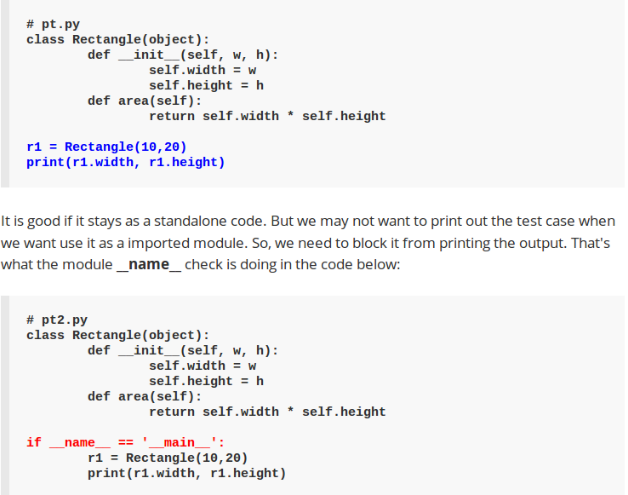 # pt.py
class Rectangle(object):
        def __init__(self, w, h):
                self.width = w
                self.height = h
        def area(self):
                return self.width * self.height
r1 = Rectangle(10,20)
print(r1.width, r1.height)
It is good if it stays as a standalone code. But we may not want to print out the test case when
we want use it as a imported module. So, we need to block it from printing the output. That's
what the module __name__ check is doing in the code below:
# pt2.py
class Rectangle(object):
        def __init__(self, w, h):
                self.width = w
                self.height = h
        def area(self):
                return self.width * self.height
if __name__ == '__main__':
        r1 = Rectangle(10,20)
        print(r1.width, r1.height)